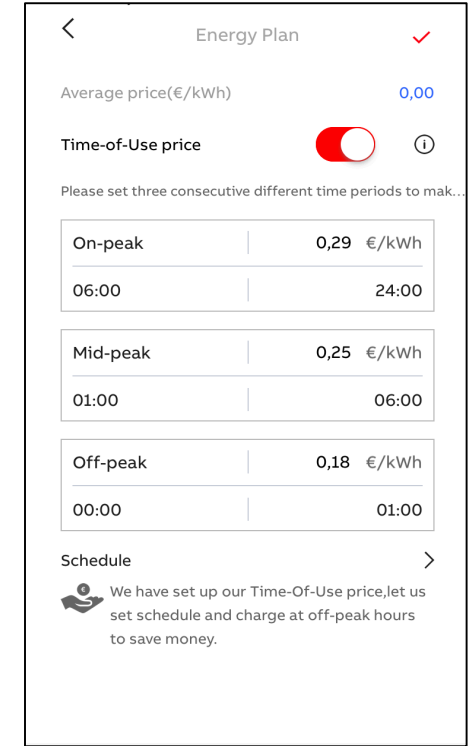 Energy Plan
Average price(€/kWh) 0,00
Time-of-Use price
Please set three consecutive different time periods to mak...
On-peak 0,29 €/kWh
06:00 24:00
Mid-peak 0,25 €/kWh
01:00 06:00
Off-peak 0,18 €/kWh
00:00 01:00
Schedule
We have set up our Time-Of-Use price,let us
set schedule and charge at off-peak hours
to save money.